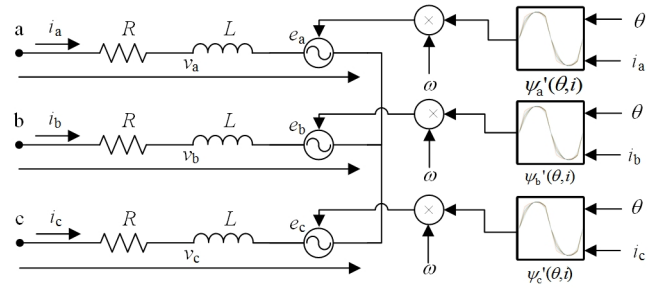 a i_a R L e_a × θ
v_a ω i_a
ψ_a'(θ,i)
b i_b R L e_b × θ
v_b ω i_b
ψ_b'(θ,i)
c i_c R L e_c × θ
v_c ω i_c
ψ_c'(θ,i)